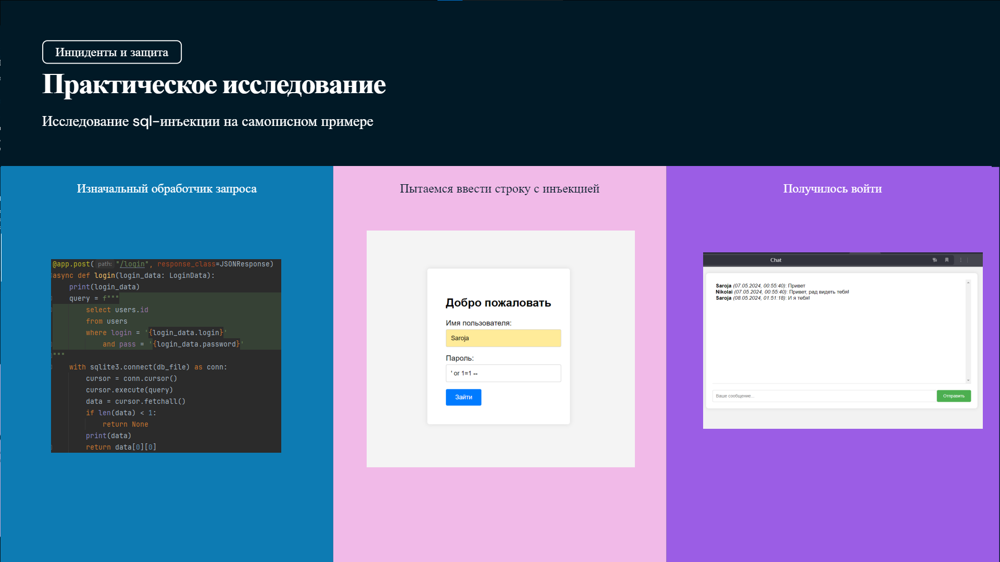 Инциденты и защита
Практическое исследование
Исследование sql-инъекции на самописном примере
Изначальный обработчик запроса
@app.post( path: "/login", response_class=JSONResponse)
async def login(login_data: LoginData):
print(login_data)
query = f"""
select users.id
from users
where login = '{login_data.login}'
and pass = '{login_data.password}'
"""
with sqlite3.connect(db_file) as conn:
cursor = conn.cursor()
cursor.execute(query)
data = cursor.fetchall()
if len(data) < 1:
return None
print(data)
return data[0][0]
Пытаемся ввести строку с инъекцией
Добро пожаловать
Имя пользователя:
Saroja
Пароль:
' or 1=1 --
Зайти
Получилось войти
Chat
Saroja (07.05.2024, 00:55:40): Привет
Nikolai (07.05.2024, 00:55:40): Привет, рад видеть тебя!
Saroja (08.05.2024, 01:51:18): И я тебя!
Ваше сообщение...
Отправить